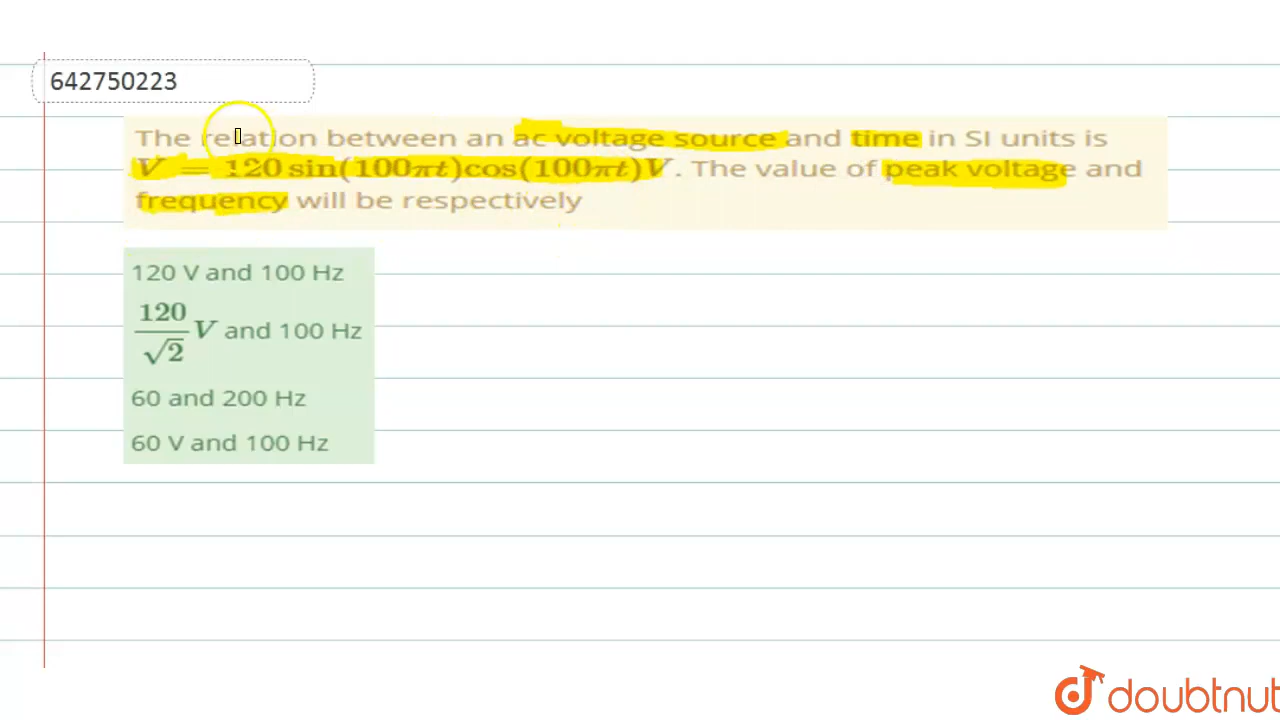 642750223
The relation between an ac voltage source and time in SI units is
V = 120 sin(100πt)cos(100πt)V. The value of peak voltage and
frequency will be respectively
120 V and 100 Hz
120/√2 V and 100 Hz
60 and 200 Hz
60 V and 100 Hz
doubtnut